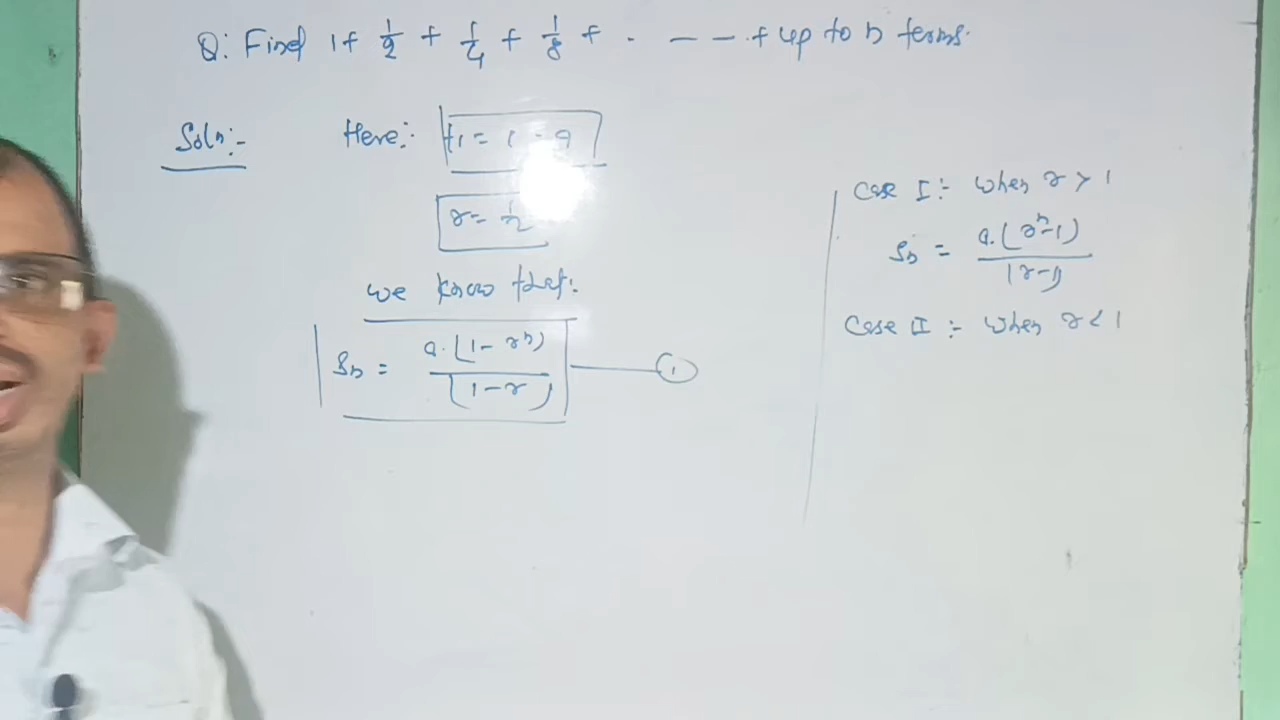 Q: Find 1 + 1/2 + 1/4 + 1/8 + . — — . + up to n terms.
Soln:-
Here: t1 = 1 = a
r = 1/2
we know that:
Sn = a.(1 - r^n) / (1 - r) —— 1
Case I :- when r > 1
Sn = a.(r^n - 1) / (r - 1)
Case II :- when r < 1